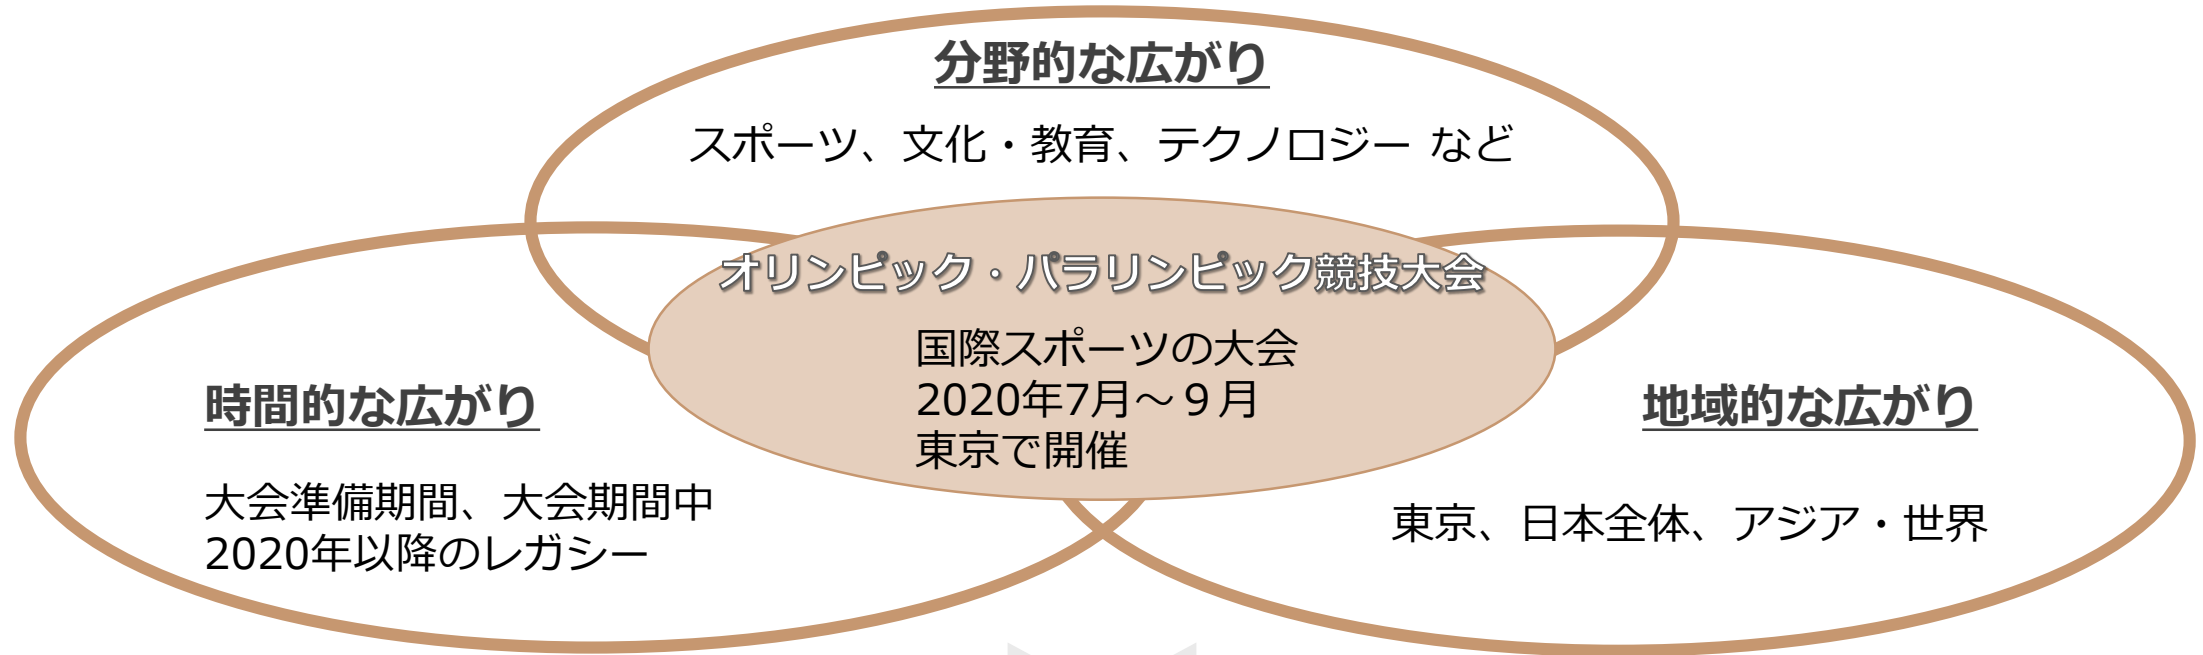 分野的な広がり
スポーツ、文化・教育、テクノロジー など
オリンピック・パラリンピック競技大会
国際スポーツの大会
2020年7月～９月
東京で開催
時間的な広がり
大会準備期間、大会期間中
2020年以降のレガシー
地域的な広がり
東京、日本全体、アジア・世界